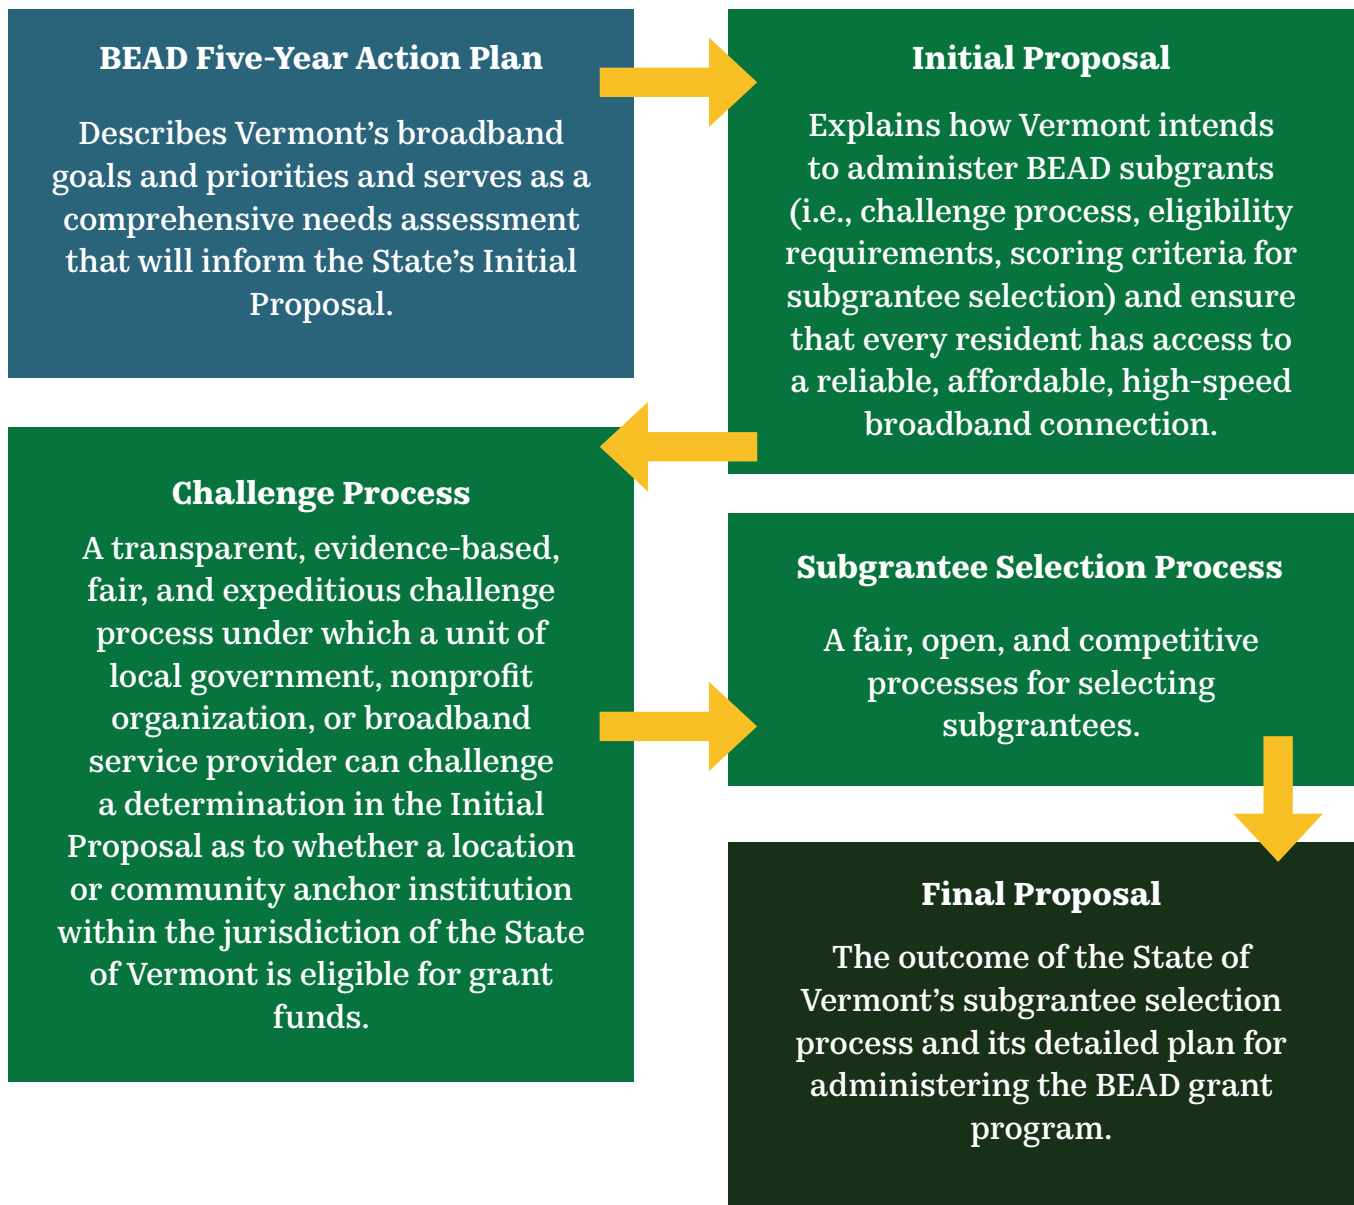 BEAD Five-Year Action Plan
Describes Vermont’s broadband
goals and priorities and serves as a
comprehensive needs assessment
that will inform the State’s Initial
Proposal.
Initial Proposal
Explains how Vermont intends
to administer BEAD subgrants
(i.e., challenge process, eligibility
requirements, scoring criteria for
subgrantee selection) and ensure
that every resident has access to
a reliable, affordable, high-speed
broadband connection.
Challenge Process
A transparent, evidence-based,
fair, and expeditious challenge
process under which a unit of
local government, nonprofit
organization, or broadband
service provider can challenge
a determination in the Initial
Proposal as to whether a location
or community anchor institution
within the jurisdiction of the State
of Vermont is eligible for grant
funds.
Subgrantee Selection Process
A fair, open, and competitive
processes for selecting
subgrantees.
Final Proposal
The outcome of the State of
Vermont’s subgrantee selection
process and its detailed plan for
administering the BEAD grant
program.